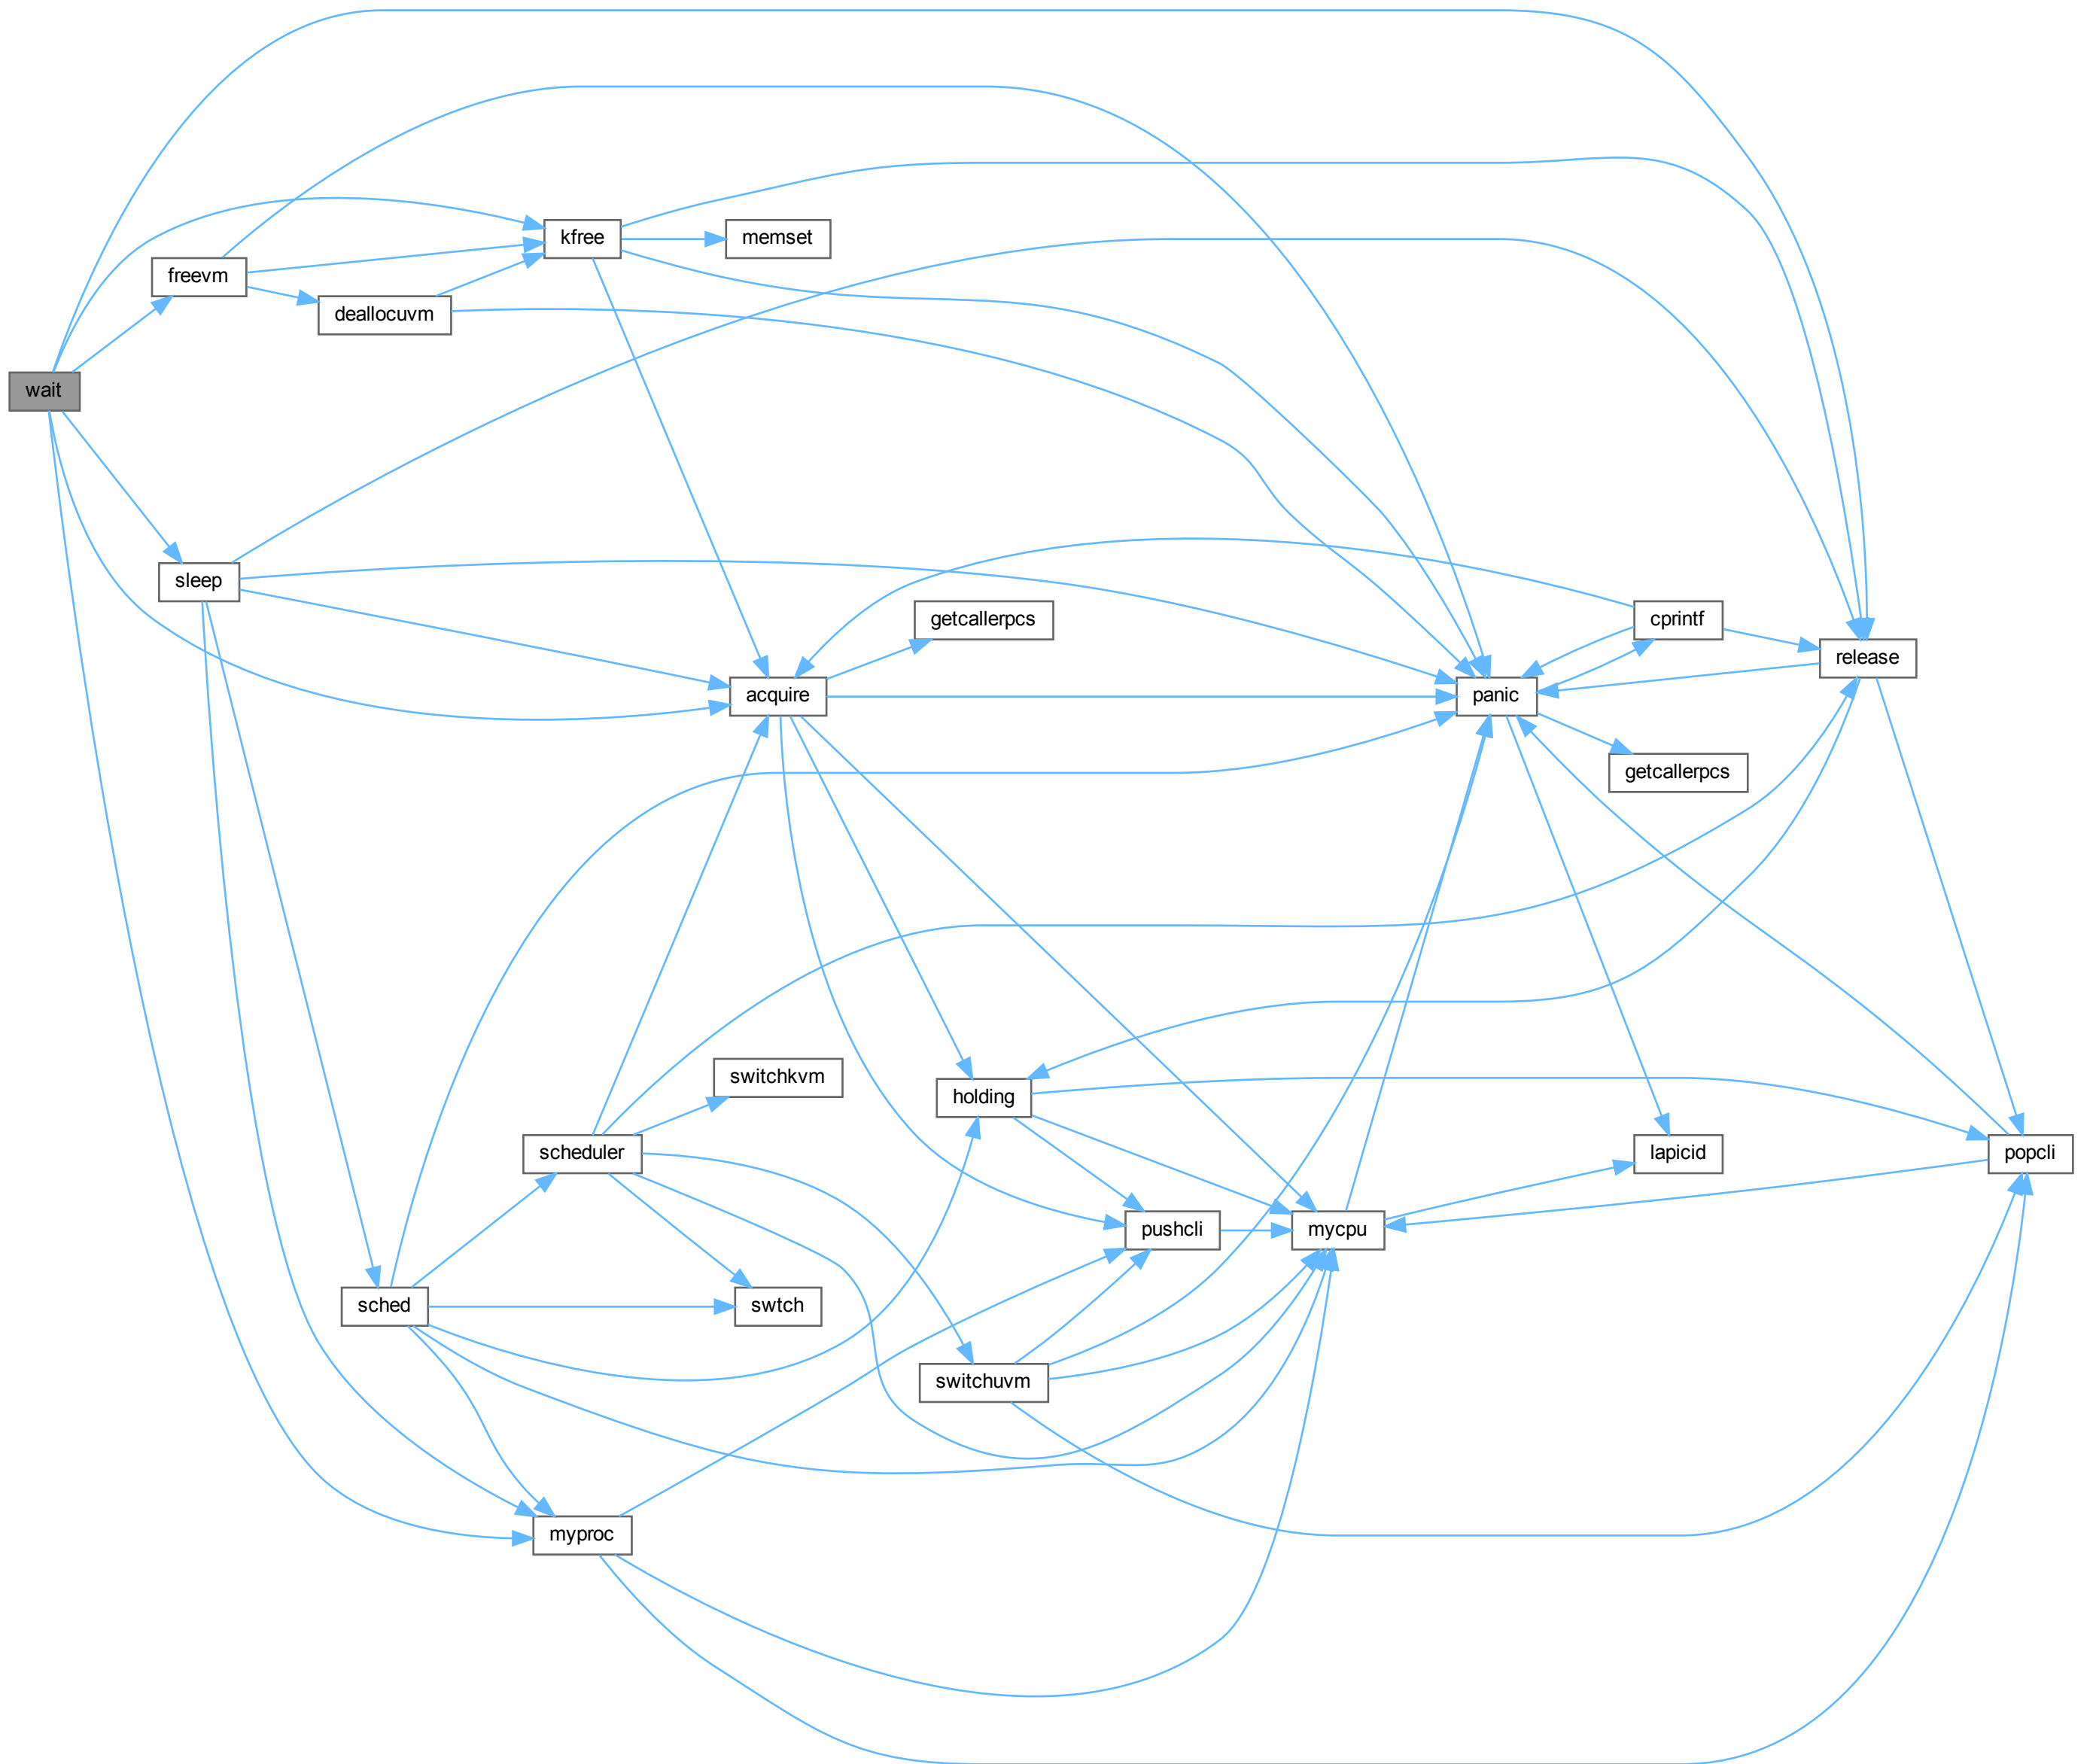 kfree
memset
freevm
deallocuvm
wait
sleep
getcallerpcs
cprintf
release
acquire
panic
getcallerpcs
switchkvm
holding
scheduler
lapicid
popcli
pushcli
mycpu
sched
swtch
switchuvm
myproc